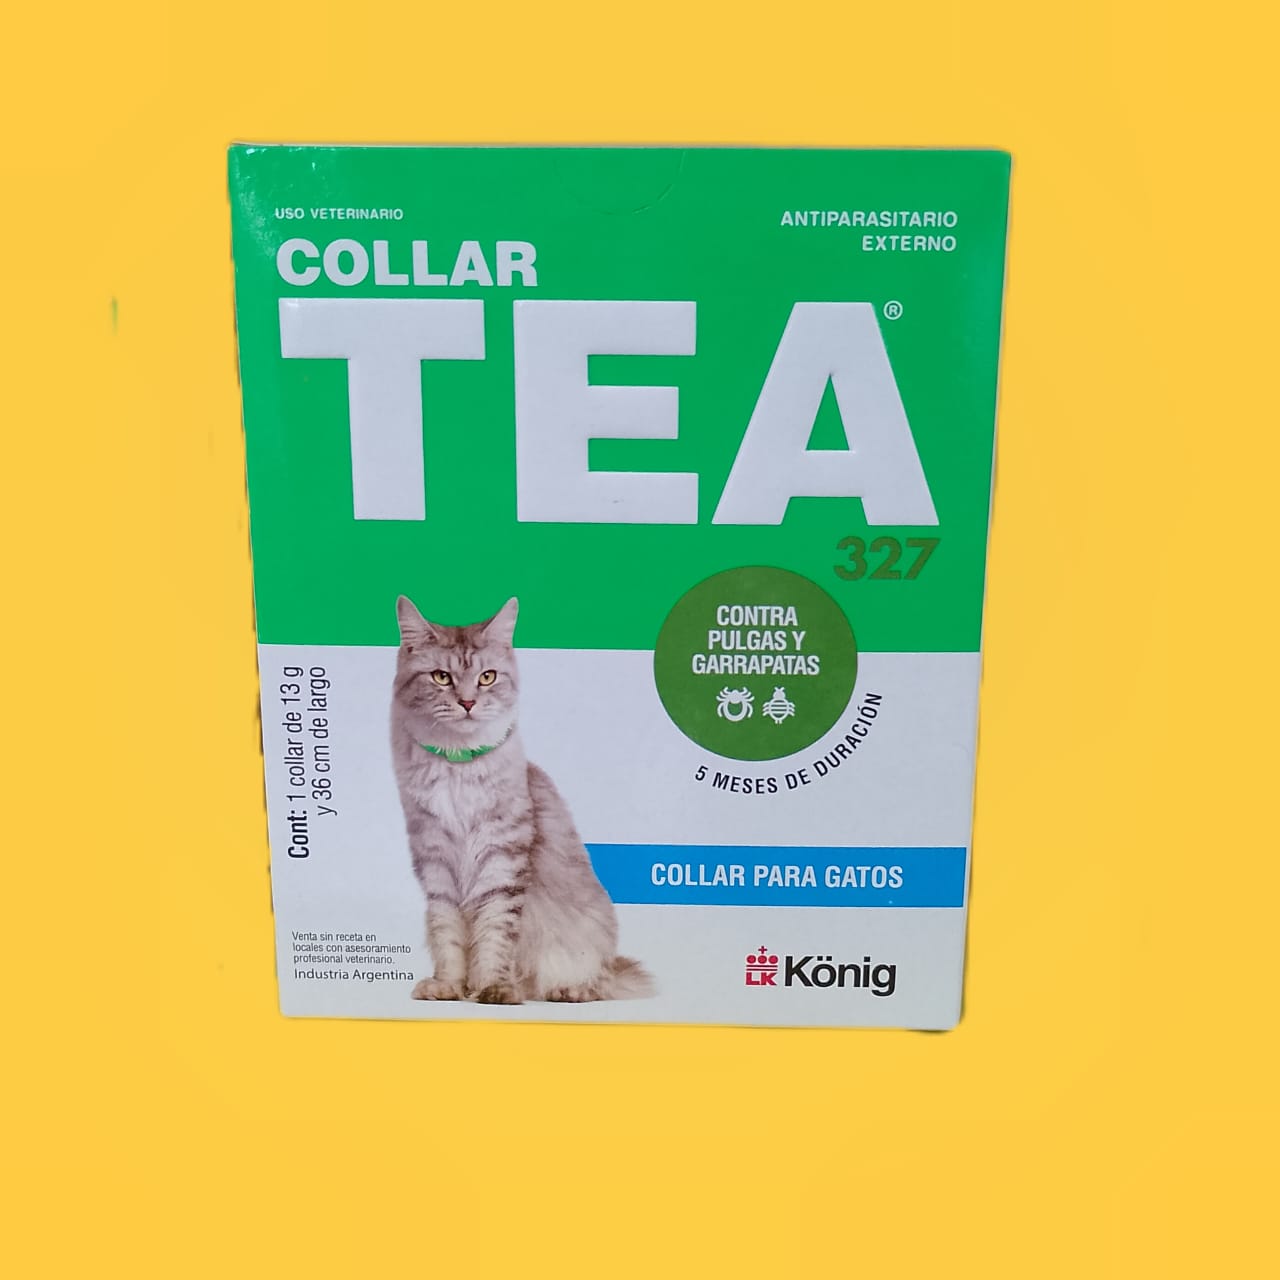 USO VETERINARIO
ANTIPARASITARIO
EXTERNO
COLLAR
TEA®
327
CONTRA
PULGAS Y
GARRAPATAS
5 MESES DE DURACIÓN
Cont: 1 collar de 13 g
y 36 cm de largo
COLLAR PARA GATOS
Venta sin receta en
locales con asesoramiento
profesional veterinario.
Industria Argentina
LK König